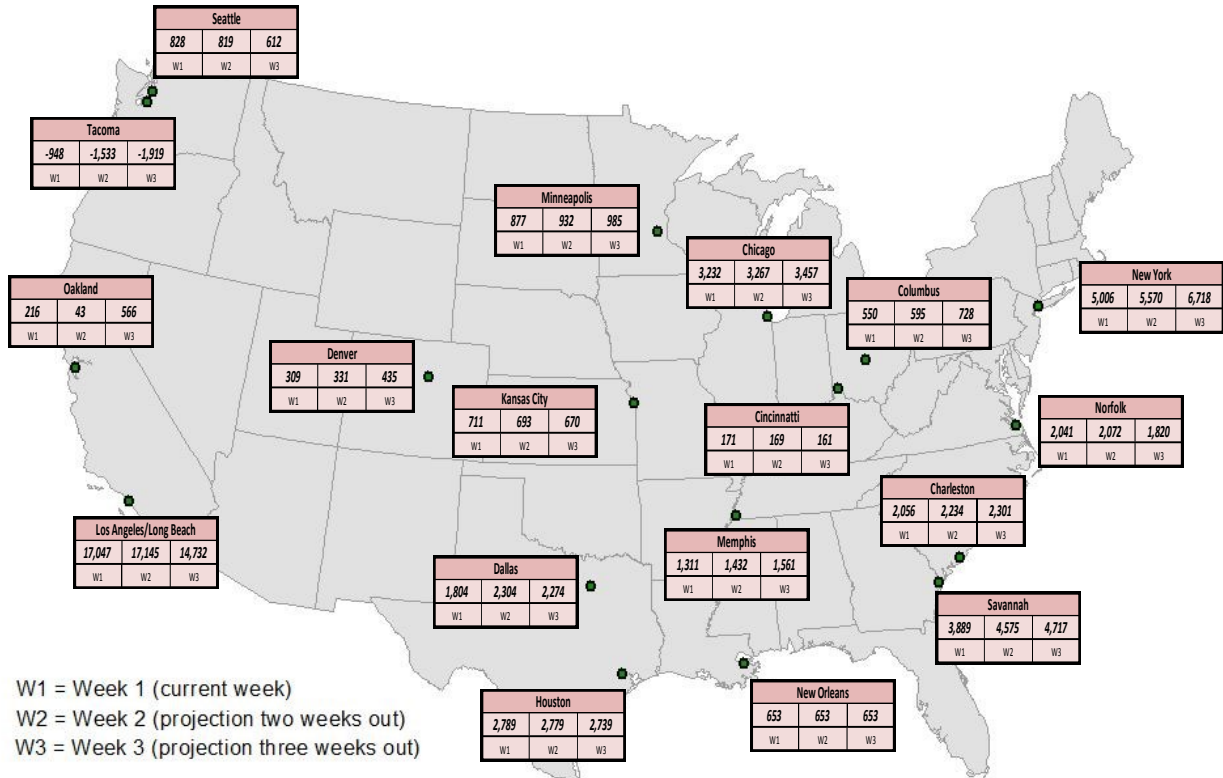 Seattle
828 819 612
W1 W2 W3
Tacoma
-948 -1,533 -1,919
W1 W2 W3
Minneapolis
877 932 985
W1 W2 W3
Chicago
3,232 3,267 3,457
W1 W2 W3
New York
5,006 5,570 6,718
W1 W2 W3
Oakland
216 43 566
W1 W2 W3
Columbus
550 595 728
W1 W2 W3
Denver
309 331 435
W1 W2 W3
Kansas City
711 693 670
W1 W2 W3
Cincinnatti
171 169 161
W1 W2 W3
Norfolk
2,041 2,072 1,820
W1 W2 W3
Charleston
2,056 2,234 2,301
W1 W2 W3
Los Angeles/Long Beach
17,047 17,145 14,732
W1 W2 W3
Memphis
1,311 1,432 1,561
W1 W2 W3
Dallas
1,804 2,304 2,274
W1 W2 W3
Savannah
3,889 4,575 4,717
W1 W2 W3
New Orleans
653 653 653
W1 W2 W3
Houston
2,789 2,779 2,739
W1 W2 W3
W1 = Week 1 (current week)
W2 = Week 2 (projection two weeks out)
W3 = Week 3 (projection three weeks out)